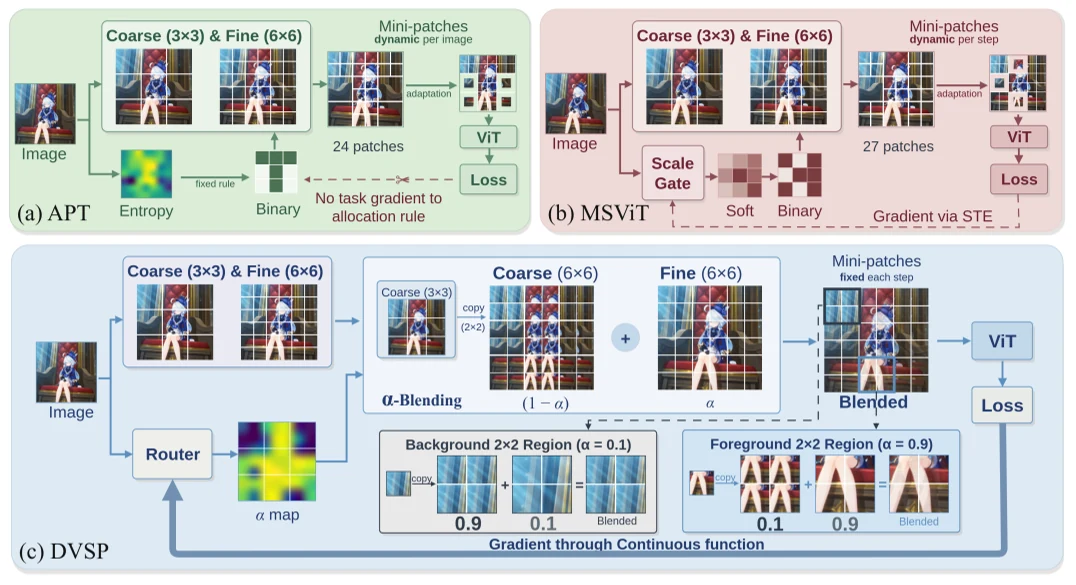 Coarse (3×3) & Fine (6×6)
Mini-patches
dynamic per image
Image
24 patches
adaptation
ViT
Loss
Entropy
fixed rule
Binary
No task gradient to
allocation rule
(a) APT
Coarse (3×3) & Fine (6×6)
Mini-patches
dynamic per step
Image
27 patches
adaptation
ViT
Loss
Scale
Gate
Soft
Binary
Gradient via STE
(b) MSViT
Coarse (3×3) & Fine (6×6)
Image
Router
α map
Coarse (3×3)
copy
(2×2)
Coarse (6×6)
Fine (6×6)
+
α-Blending
(1 − α)
α
Mini-patches
fixed each step
Blended
ViT
Loss
Background 2×2 Region (α = 0.1)
copy
+
=
0.9
0.1
Blended
Foreground 2×2 Region (α = 0.9)
copy
+
=
0.1
0.9
Blended
Gradient through Continuous function
(c) DVSP